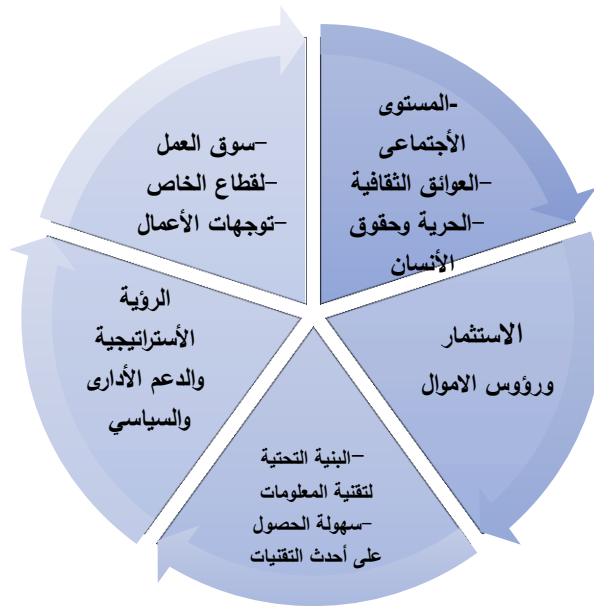 -المستوى
الأجتماعى
–العوائق الثقافية
–الحرية وحقوق
الأنسان
الاستثمار
ورؤوس الاموال
–البنية التحتية
لتقنية المعلومات
–سهولة الحصول
على أحدث التقنيات
الرؤية
الأستراتيجية
والدعم الأدارى
والسياسي
–سوق العمل
–لقطاع الخاص
–توجهات الأعمال